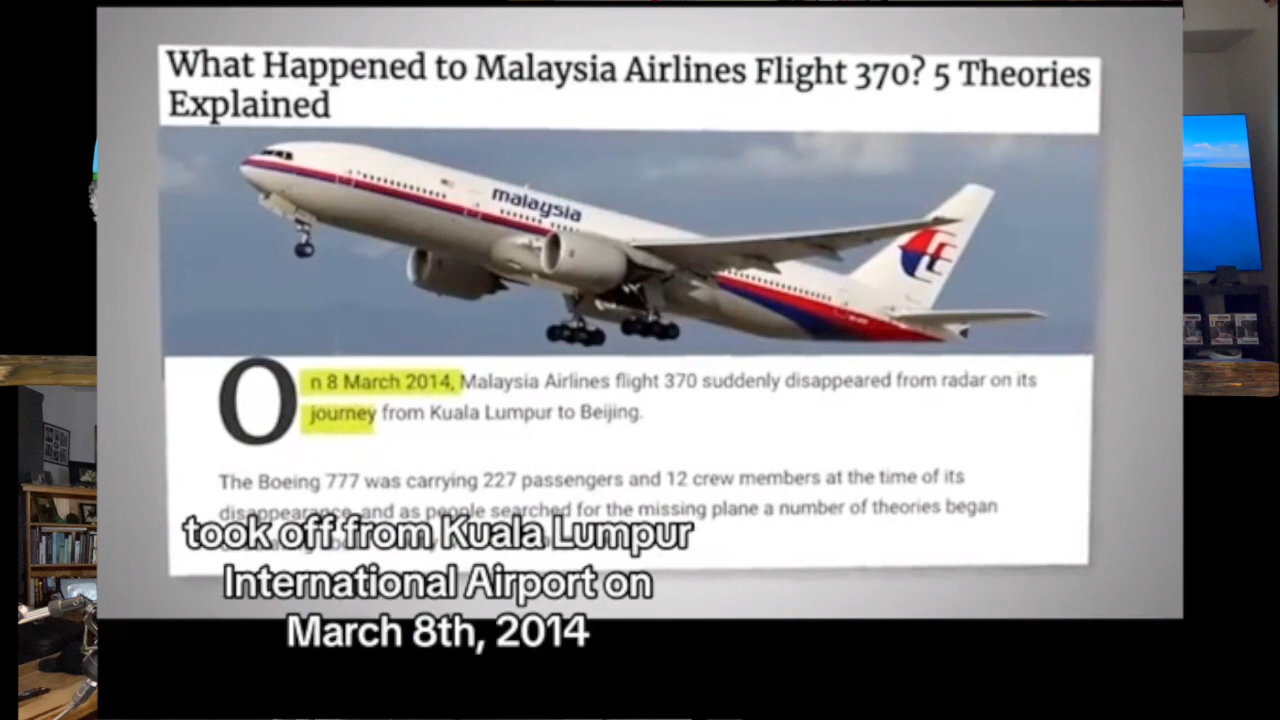 What Happened to Malaysia Airlines Flight 370? 5 Theories
Explained
malaysia
On 8 March 2014, Malaysia Airlines flight 370 suddenly disappeared from radar on its
journey from Kuala Lumpur to Beijing.
The Boeing 777 was carrying 227 passengers and 12 crew members at the time of its
disappearance, and as people searched for the missing plane a number of theories began
took off from Kuala Lumpur
International Airport on
March 8th, 2014